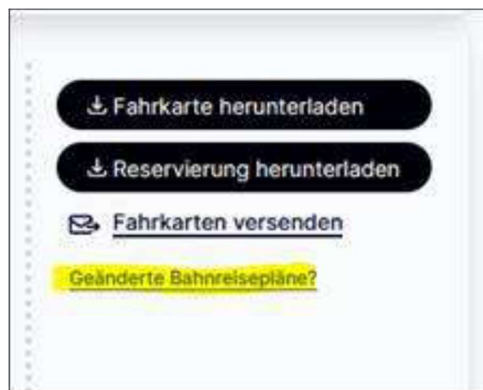 Fahrkarte herunterladen
Reservierung herunterladen
Fahrkarten versenden
Geänderte Bahnreisepläne?